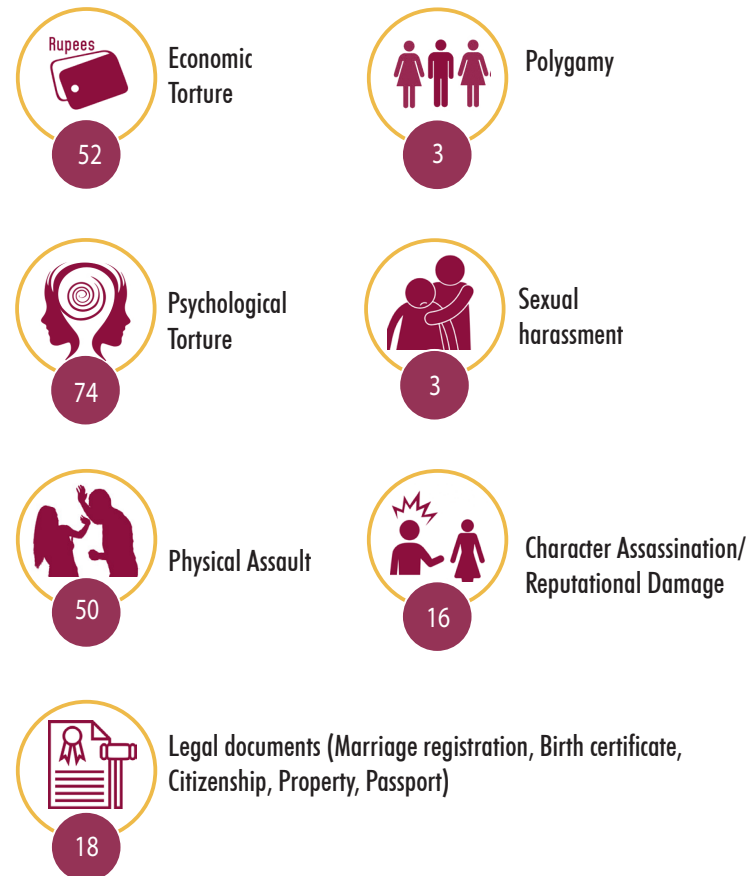 Rupees
Economic
Torture
52
Polygamy
3
Psychological
Torture
74
Sexual
harassment
3
Physical Assault
50
Character Assassination/
Reputational Damage
16
Legal documents (Marriage registration, Birth certificate,
Citizenship, Property, Passport)
18